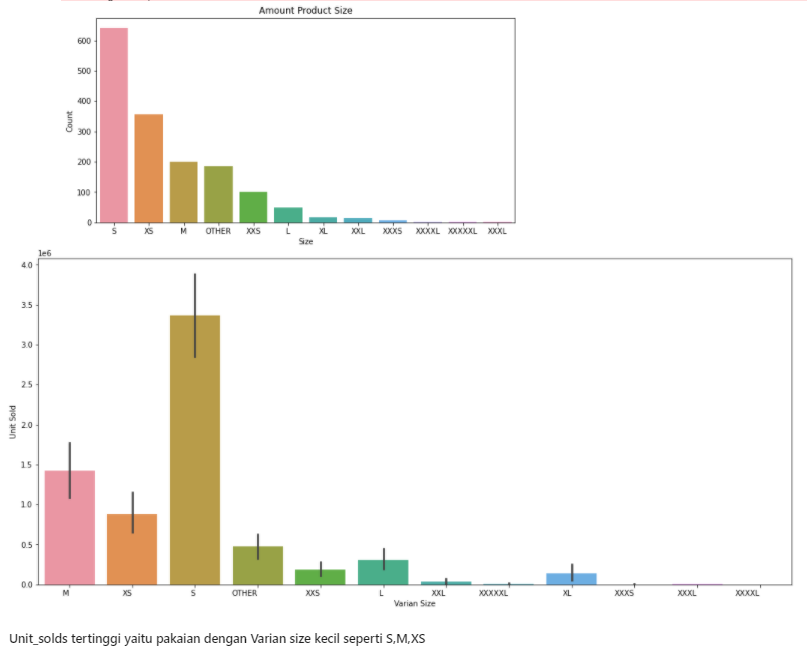 Amount Product Size
600
500
400
300
200
100
0
Count
S XS M OTHER XXS L XL XXL XXXS XXXXL XXXXXL XXXL
Size
1e6
4.0
3.5
3.0
2.5
2.0
1.5
1.0
0.5
0.0
Unit Sold
M XS S OTHER XXS L XXL XXXXXL XL XXXS XXXL XXXXL
Varian Size
Unit_solds tertinggi yaitu pakaian dengan Varian size kecil seperti S,M,XS